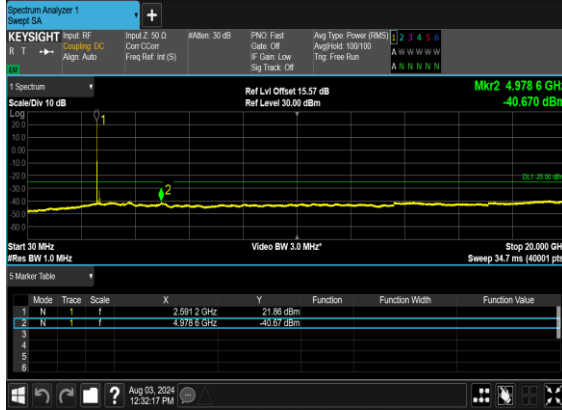 Spectrum Analyzer 1
Swept SA
+
KEYSIGHT
R T
Input: RF
Coupling: DC
Align: Auto
Input Z: 50 Ω
Corr CCorr
Freq Ref: Int (S)
#Atten: 30 dB
PNO: Fast
Gate: Off
IF Gain: Low
Sig Track: Off
Avg Type: Power (RMS)
Avg|Hold: 100/100
Trig: Free Run
1 2 3 4 5 6
A W W W W W
A N N N N N
1 Spectrum
Scale/Div 10 dB
Ref Lvl Offset 15.57 dB
Ref Level 30.00 dBm
Mkr2 4.978 6 GHz
-40.670 dBm
Log
20.0
10.0
0.00
-10.0
-20.0
-30.0
-40.0
-50.0
-60.0
1
2
DL1 -25.00 dBm
Start 30 MHz
#Res BW 1.0 MHz
Video BW 3.0 MHz*
Stop 20.000 GHz
Sweep 34.7 ms (40001 pts)
5 Marker Table
Mode Trace Scale X Y Function Function Width Function Value
1 N 1 f 2.591 2 GHz 21.86 dBm
2 N 1 f 4.978 6 GHz -40.67 dBm
3
4
5
6
?
Aug 03, 2024
12:32:17 PM